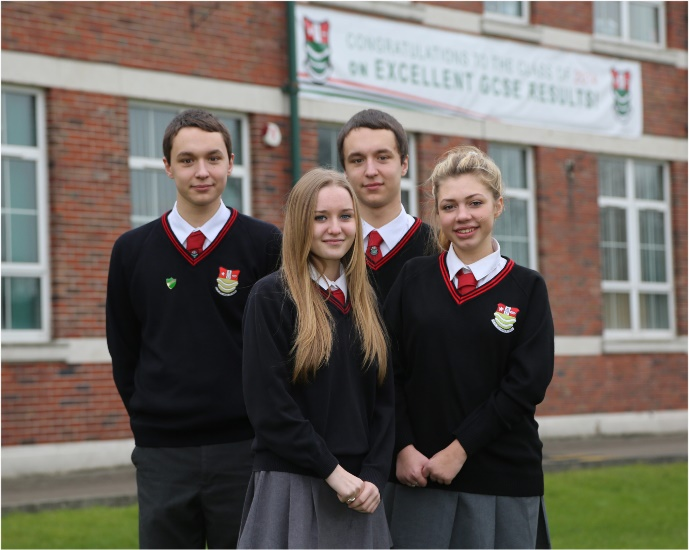 CONGRATULATIONS TO THE CLASS OF
ON EXCELLENT GCSE RESULTS!